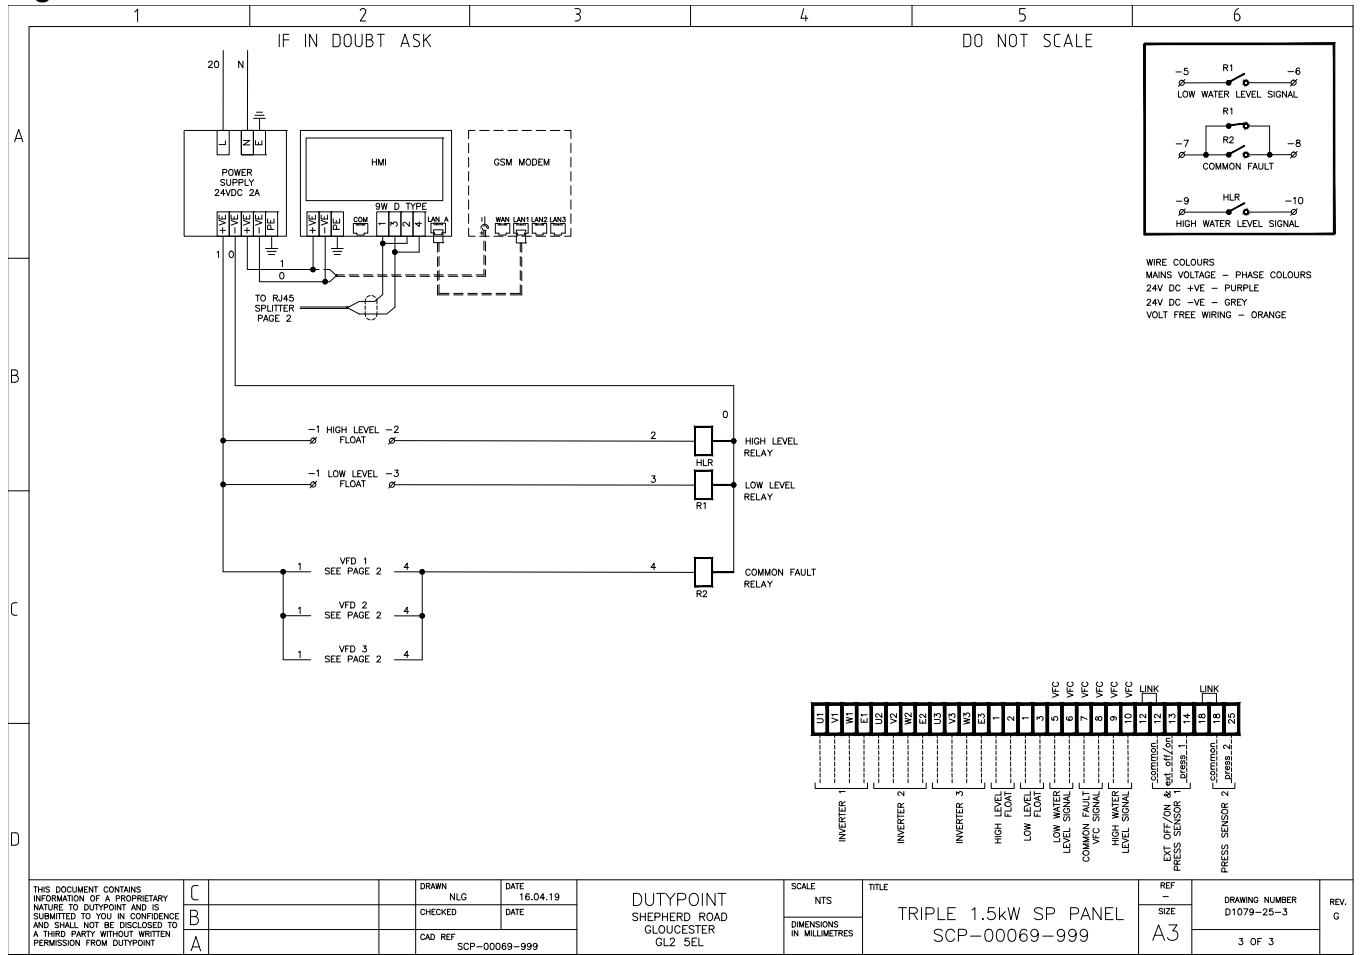 1 2 3 4 5 6
IF IN DOUBT ASK
DO NOT SCALE
A
B
C
D
20 N
L N E
POWER
SUPPLY
24VDC 2A
+VE -VE +VE -VE PE
1 0
1
0
HMI
9W D TYPE
+VE -VE PE
COM
1 3 2 4
LAN A
GSM MODEM
WAN LAN1 LAN2 LAN3
TO RJ45
SPLITTER
PAGE 2
R1
-5 -6
LOW WATER LEVEL SIGNAL
R1
R2
-7 -8
COMMON FAULT
HLR
-9 -10
HIGH WATER LEVEL SIGNAL
WIRE COLOURS
MAINS VOLTAGE - PHASE COLOURS
24V DC +VE - PURPLE
24V DC -VE - GREY
VOLT FREE WIRING - ORANGE
0
-1 HIGH LEVEL -2
FLOAT
2
HLR
HIGH LEVEL
RELAY
-1 LOW LEVEL -3
FLOAT
3
R1
LOW LEVEL
RELAY
VFD 1
1 SEE PAGE 2 4
4
R2
COMMON FAULT
RELAY
VFD 2
1 SEE PAGE 2 4
VFD 3
1 SEE PAGE 2 4
VFC VFC VFC VFC VFC VFC
LINK LINK
U1 V1 W1 E1 U2 V2 W2 E2 U3 V3 W3 E3 1 2 1 3 5 6 7 8 9 10 12 12 13 14 18 18 25
common
ext off/on
press 1
common
press 2
INVERTER 1
INVERTER 2
INVERTER 3
HIGH LEVEL
FLOAT
LOW LEVEL
FLOAT
LOW WATER
LEVEL SIGNAL
COMMON FAULT
VFC SIGNAL
HIGH WATER
LEVEL SIGNAL
EXT OFF/ON &
PRESS SENSOR 1
PRESS SENSOR 2
THIS DOCUMENT CONTAINS
INFORMATION OF A PROPRIETARY
NATURE TO DUTYPOINT AND IS
SUBMITTED TO YOU IN CONFIDENCE
AND SHALL NOT BE DISCLOSED TO
A THIRD PARTY WITHOUT WRITTEN
PERMISSION FROM DUTYPOINT
C
B
A
DRAWN
NLG
DATE
16.04.19
CHECKED
DATE
CAD REF
SCP-00069-999
DUTYPOINT
SHEPHERD ROAD
GLOUCESTER
GL2 5EL
SCALE
NTS
DIMENSIONS
IN MILLIMETRES
TITLE
TRIPLE 1.5kW SP PANEL
SCP-00069-999
REF
-
SIZE
A3
DRAWING NUMBER
D1079-25-3
3 OF 3
REV.
G